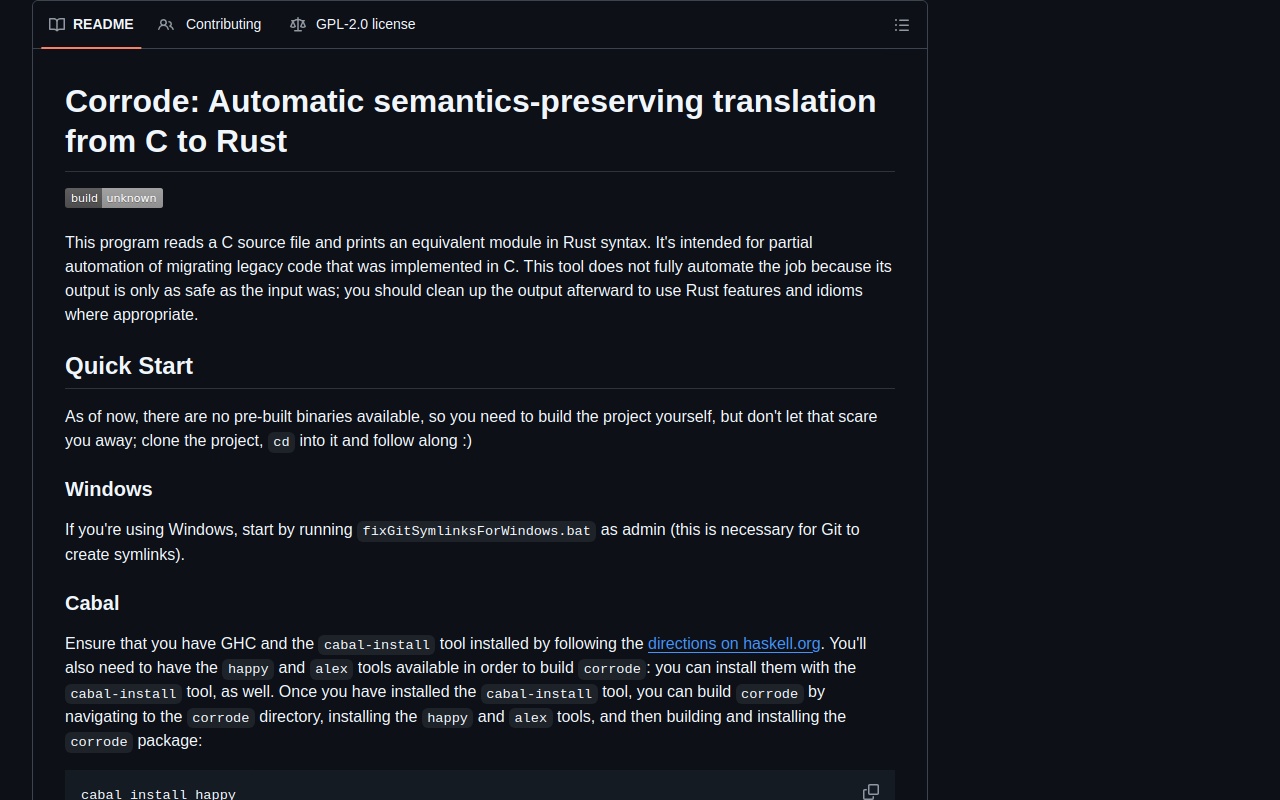 README
Contributing
GPL-2.0 license
Corrode: Automatic semantics-preserving translation
from C to Rust
build unknown
This program reads a C source file and prints an equivalent module in Rust syntax. It's intended for partial
automation of migrating legacy code that was implemented in C. This tool does not fully automate the job because its
output is only as safe as the input was; you should clean up the output afterward to use Rust features and idioms
where appropriate.
Quick Start
As of now, there are no pre-built binaries available, so you need to build the project yourself, but don't let that scare
you away; clone the project, cd into it and follow along :)
Windows
If you're using Windows, start by running fixGitSymlinksForWindows.bat as admin (this is necessary for Git to
create symlinks).
Cabal
Ensure that you have GHC and the cabal-install tool installed by following the directions on haskell.org. You'll
also need to have the happy and alex tools available in order to build corrode: you can install them with the
cabal-install tool, as well. Once you have installed the cabal-install tool, you can build corrode by
navigating to the corrode directory, installing the happy and alex tools, and then building and installing the
corrode package:
cabal install happy